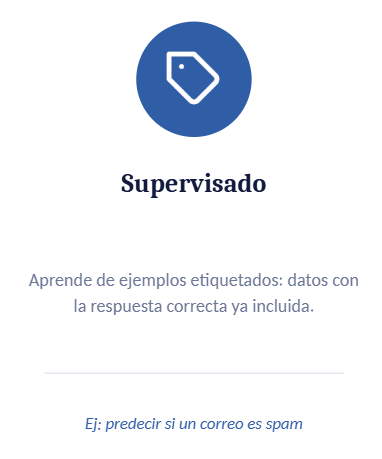 Supervisado
Aprende de ejemplos etiquetados: datos con
la respuesta correcta ya incluida.
Ej: predecir si un correo es spam